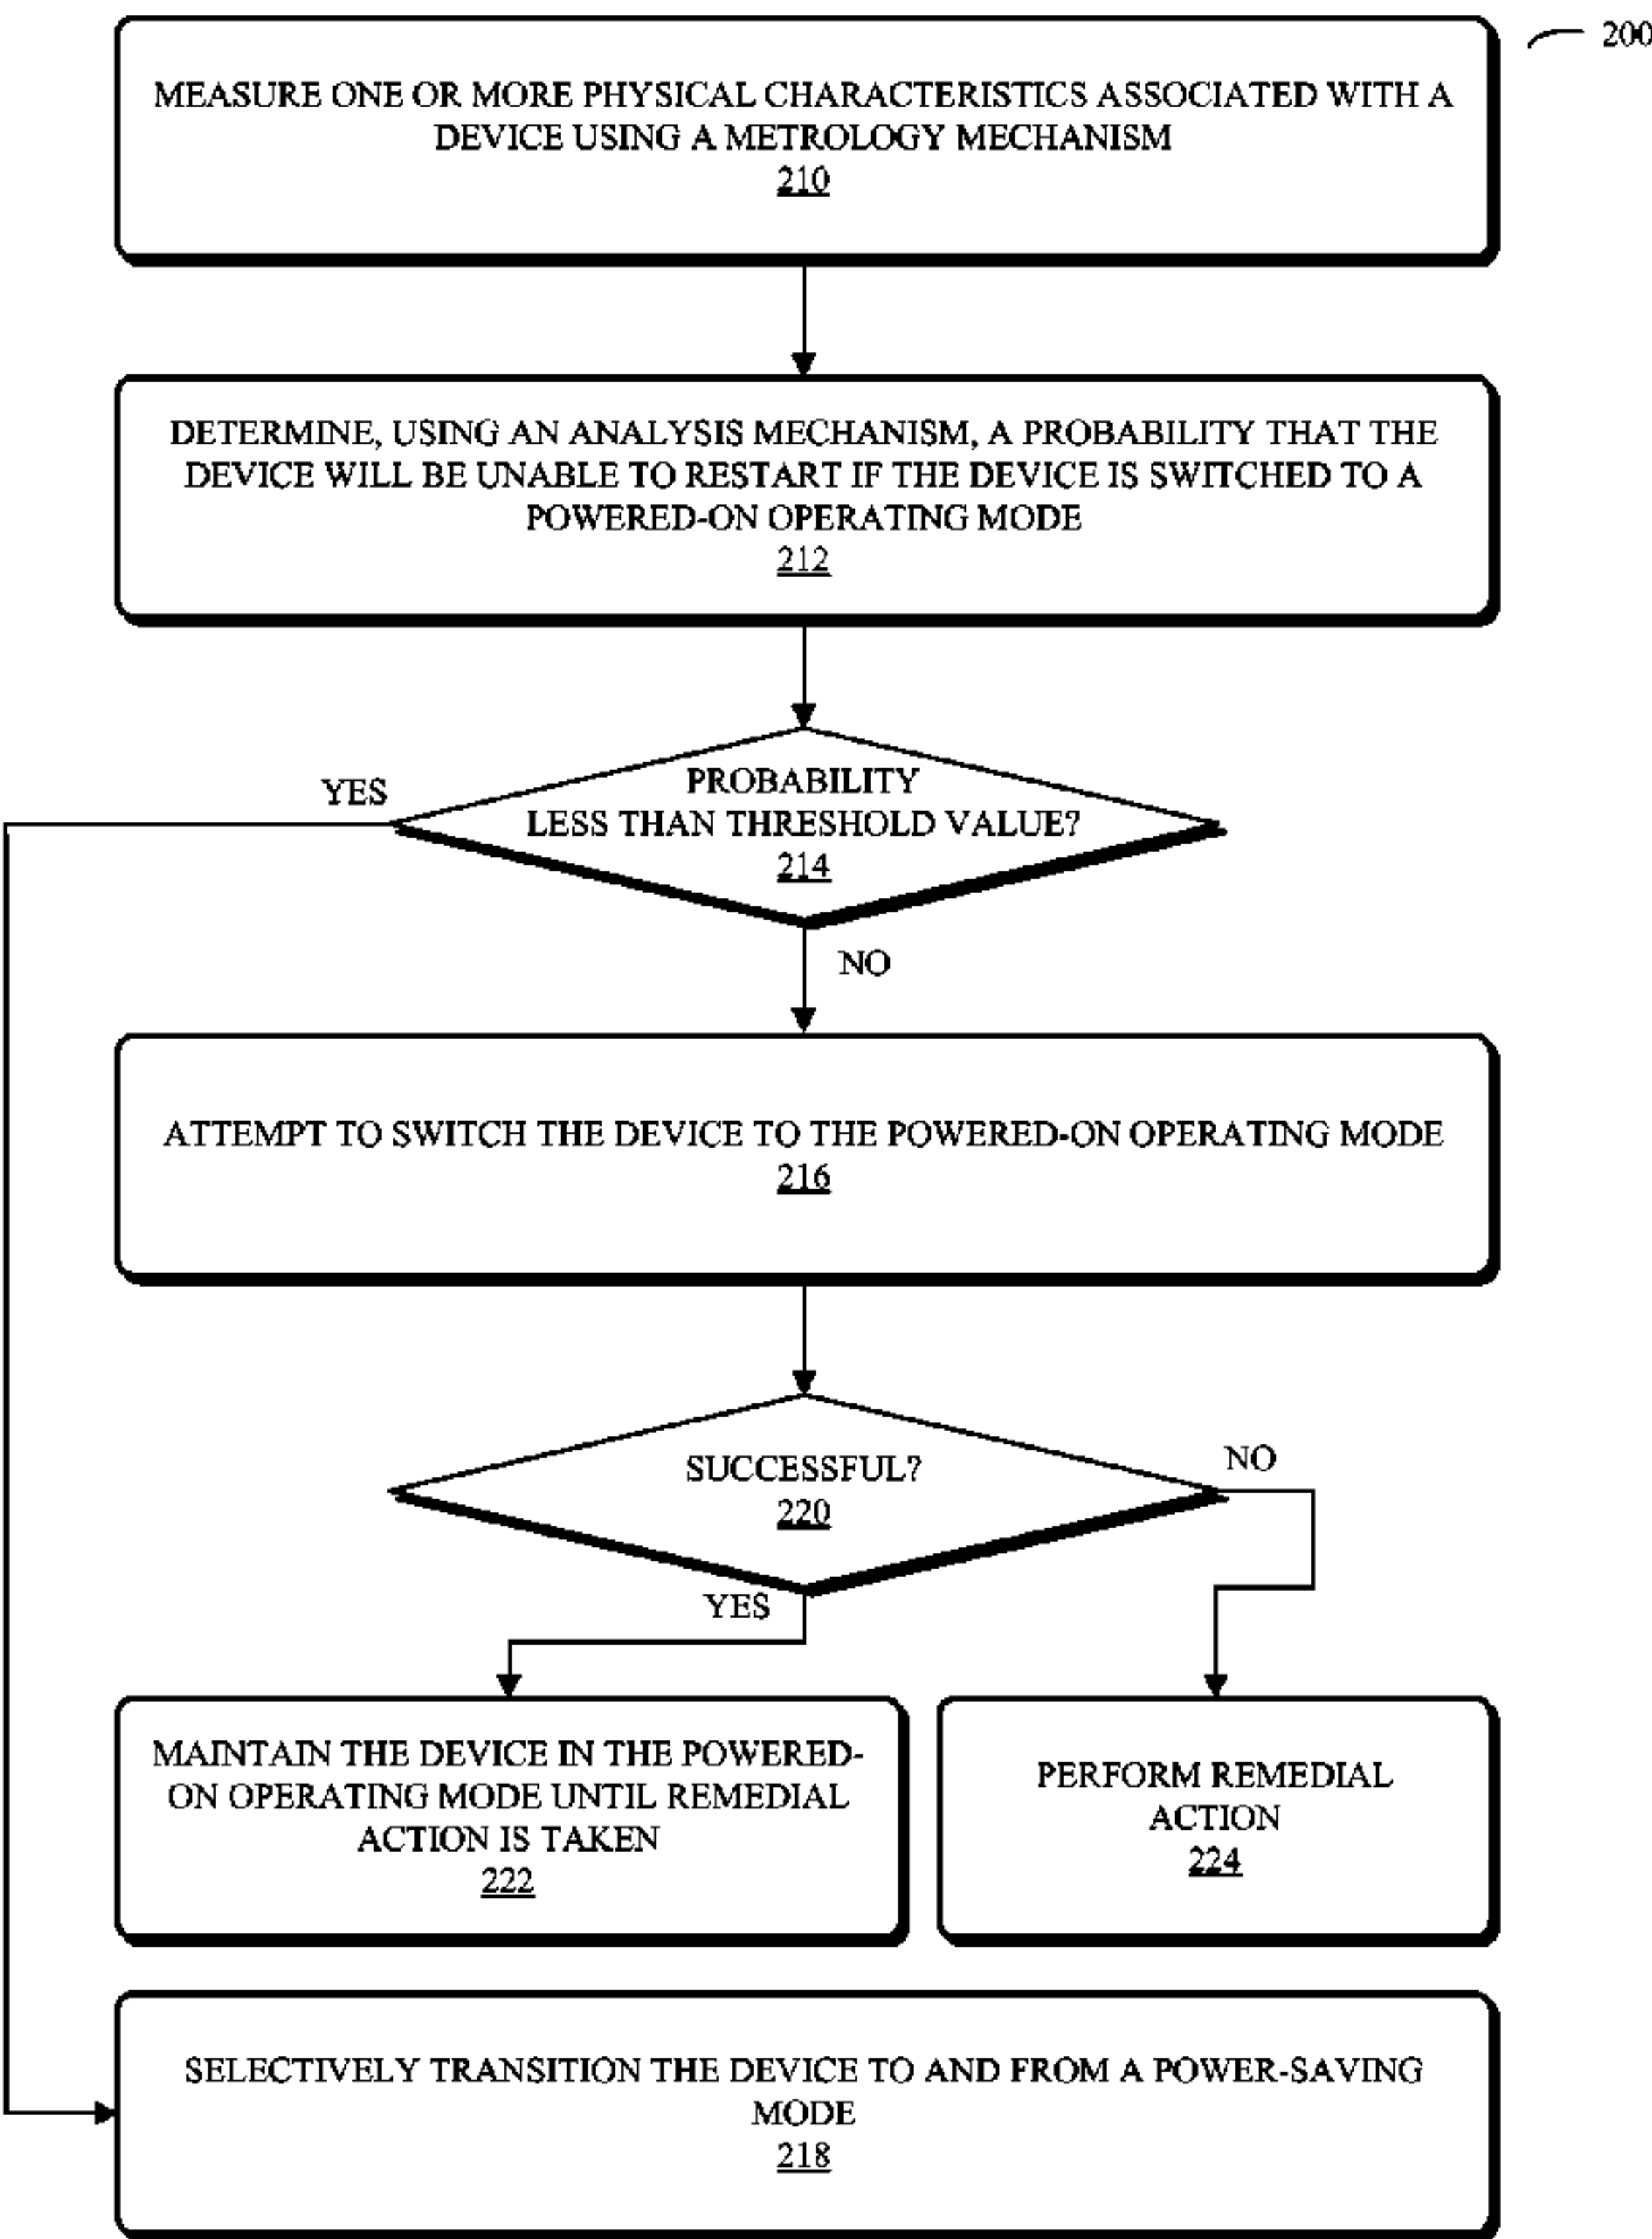 200
MEASURE ONE OR MORE PHYSICAL CHARACTERISTICS ASSOCIATED WITH A
DEVICE USING A METROLOGY MECHANISM
210
DETERMINE, USING AN ANALYSIS MECHANISM, A PROBABILITY THAT THE
DEVICE WILL BE UNABLE TO RESTART IF THE DEVICE IS SWITCHED TO A
POWERED-ON OPERATING MODE
212
YES
PROBABILITY
LESS THAN THRESHOLD VALUE?
214
NO
ATTEMPT TO SWITCH THE DEVICE TO THE POWERED-ON OPERATING MODE
216
SUCCESSFUL?
220
NO
YES
MAINTAIN THE DEVICE IN THE POWERED-
ON OPERATING MODE UNTIL REMEDIAL
ACTION IS TAKEN
222
PERFORM REMEDIAL
ACTION
224
SELECTIVELY TRANSITION THE DEVICE TO AND FROM A POWER-SAVING
MODE
218